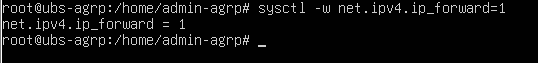 root@ubs-agrp:/home/admin-agrp# sysctl -w net.ipv4.ip_forward=1
net.ipv4.ip_forward = 1
root@ubs-agrp:/home/admin-agrp# _